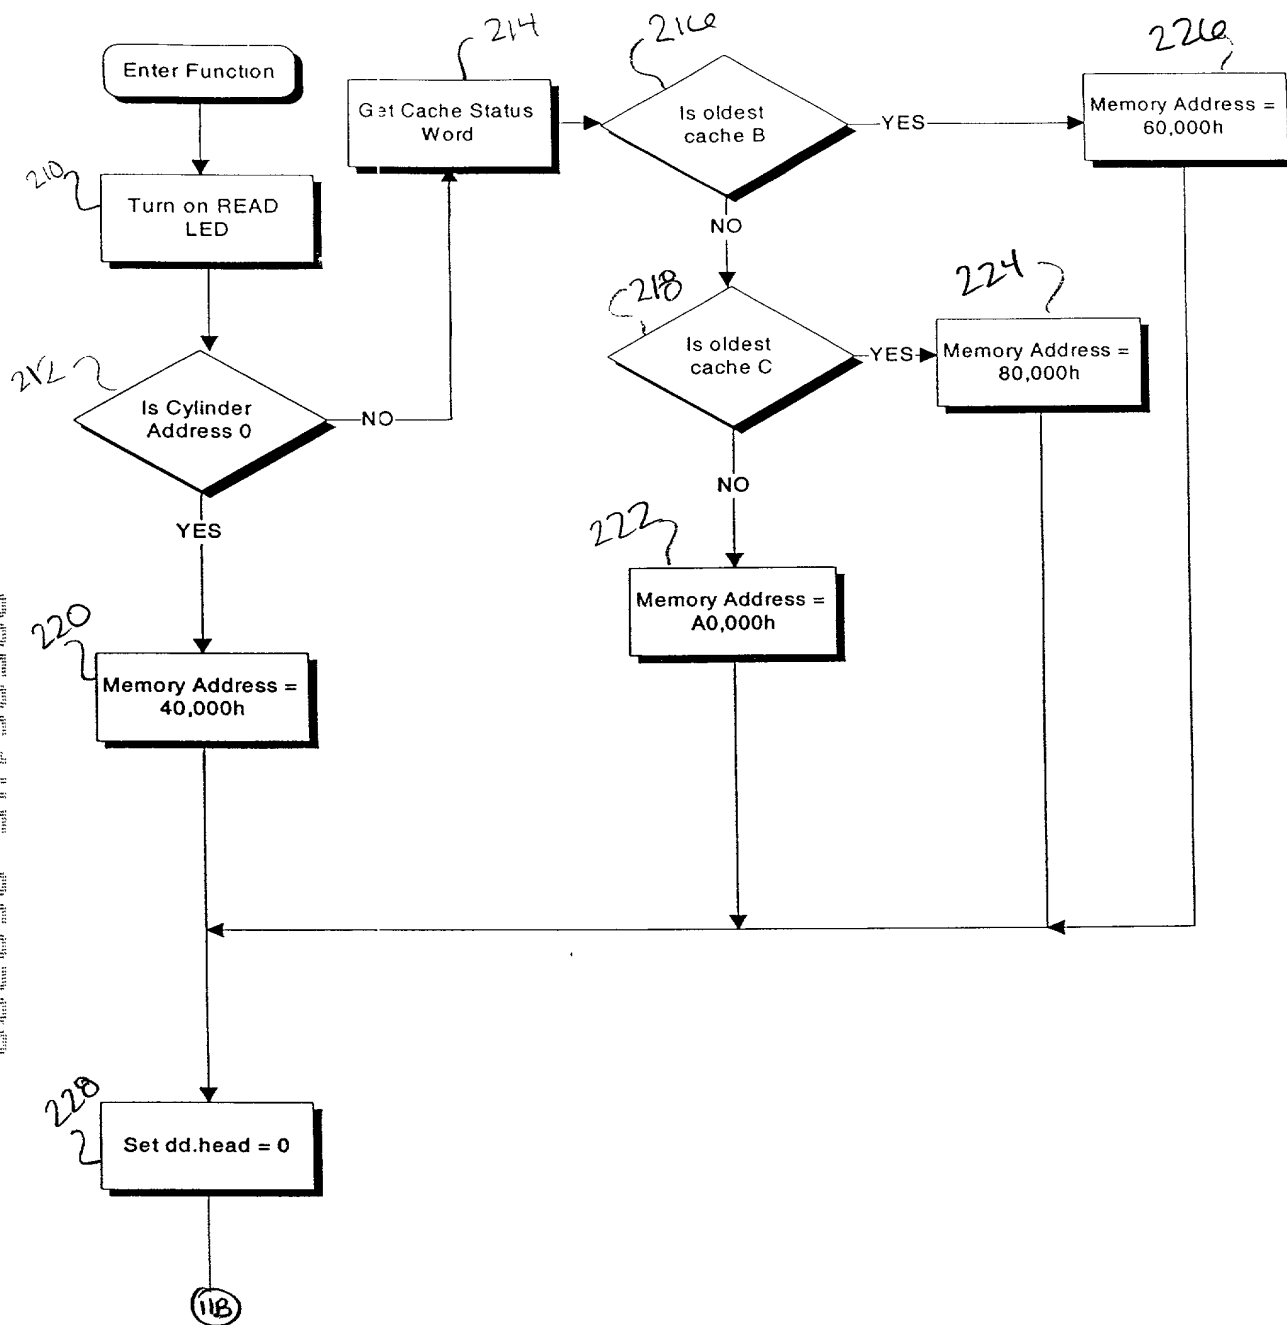 Enter Function
210
Turn on READ
LED
212
Is Cylinder
Address 0
NO
YES
214
Get Cache Status
Word
216
Is oldest
cache B
YES
NO
226
Memory Address =
60,000h
218
Is oldest
cache C
YES
NO
224
Memory Address =
80,000h
222
Memory Address =
A0,000h
220
Memory Address =
40,000h
228
Set dd.head = 0
11B